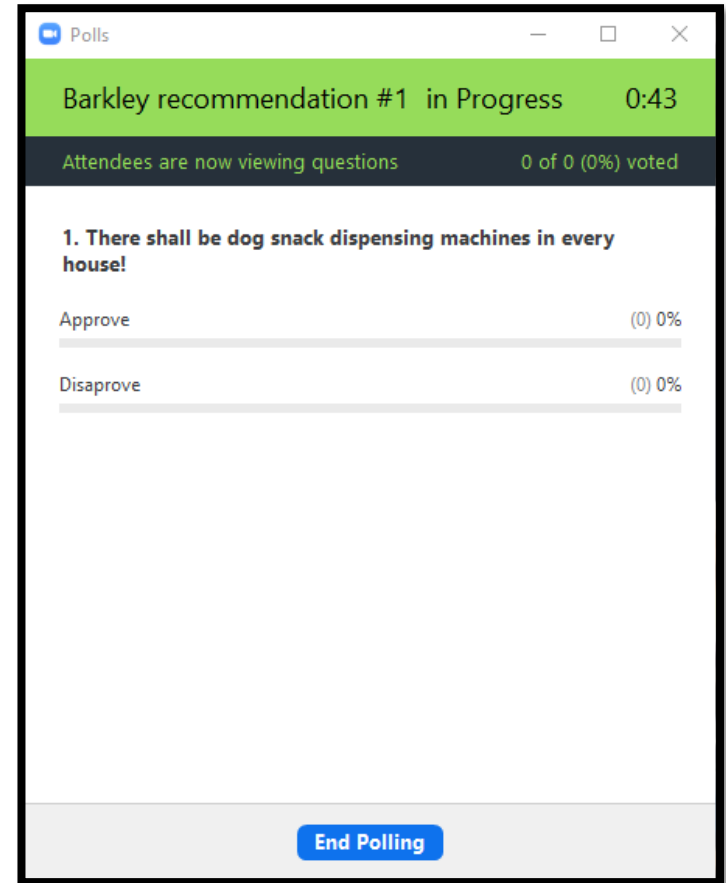 Polls
Barkley recommendation #1 in Progress 0:43
Attendees are now viewing questions 0 of 0 (0%) voted
1. There shall be dog snack dispensing machines in every
house!
Approve (0) 0%
Disaprove (0) 0%
End Polling